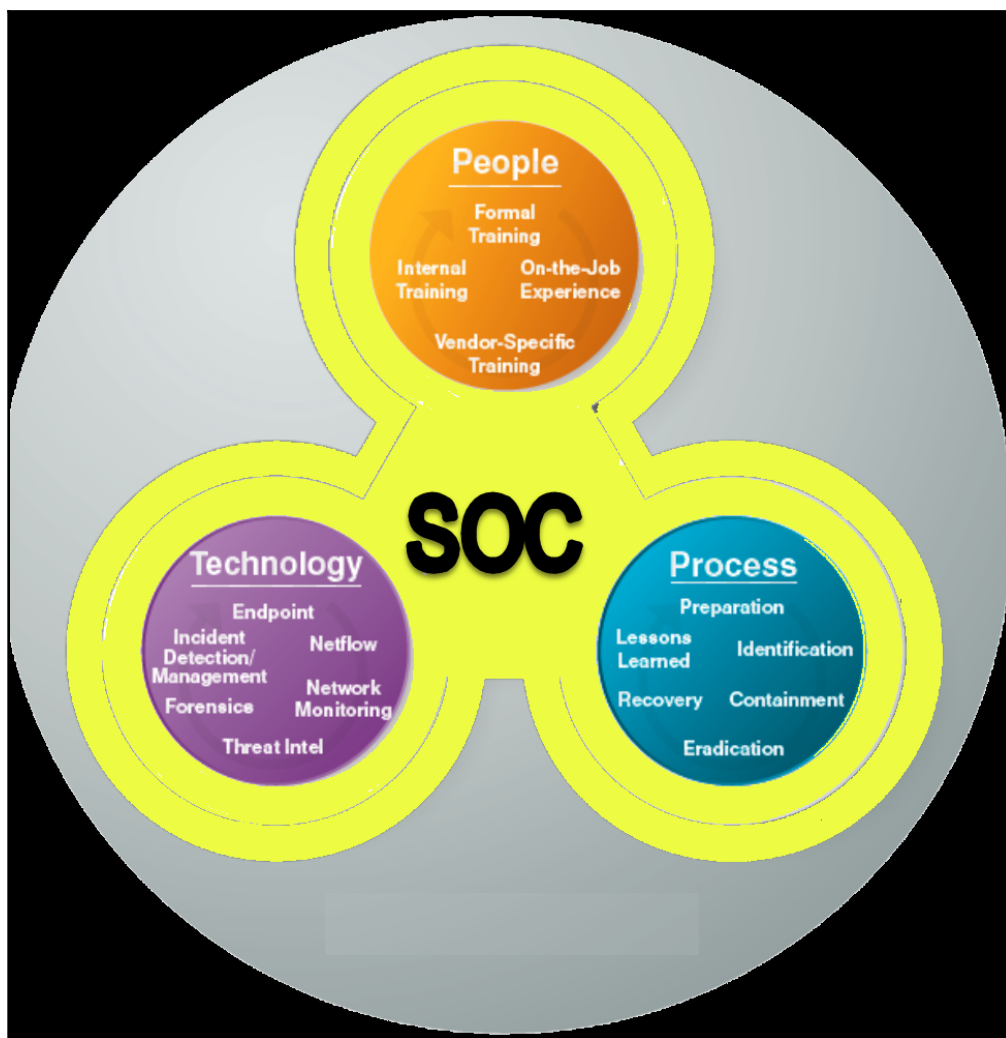 People
Formal
Training
Internal
Training
On-the-Job
Experience
Vendor-Specific
Training
SOC
Technology
Endpoint
Incident
Detection/
Management
Netflow
Network
Monitoring
Forensics
Threat Intel
Process
Preparation
Lessons
Learned
Identification
Recovery
Containment
Eradication